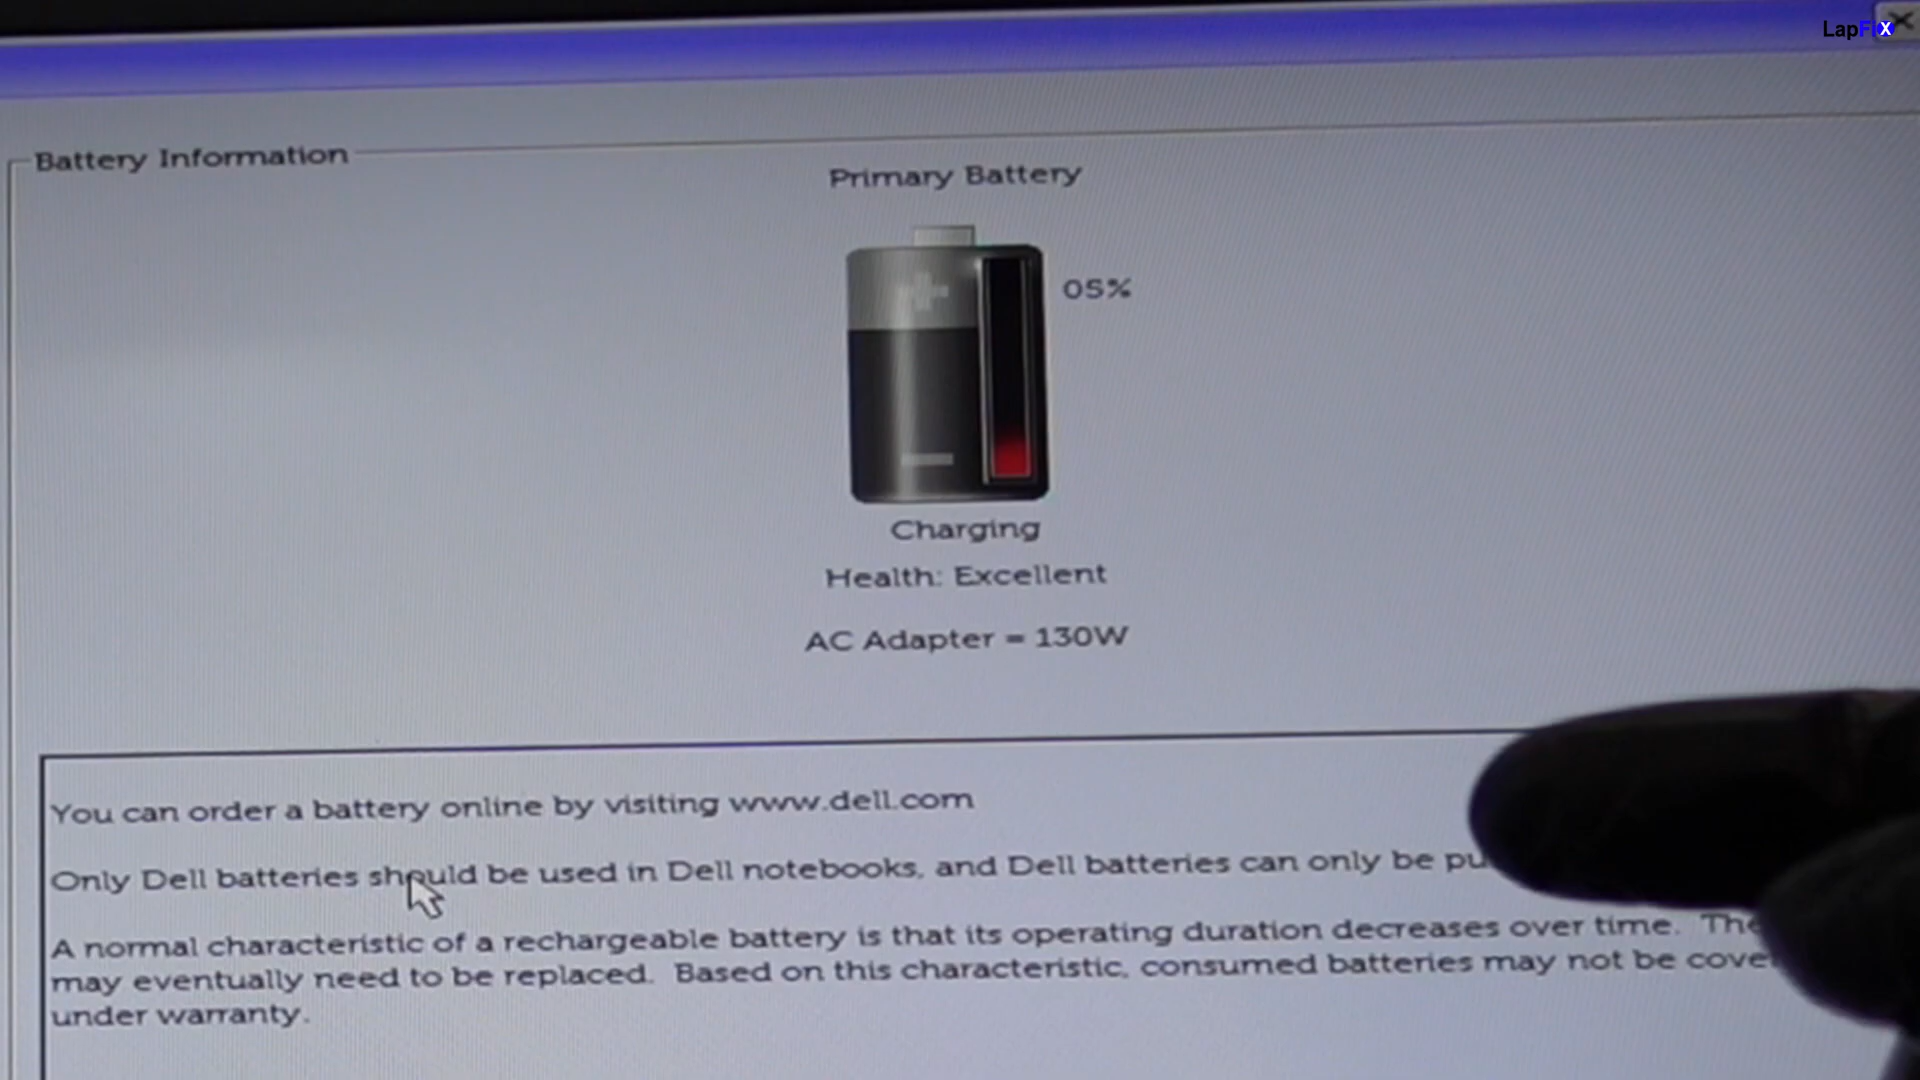 LapFix
Battery Information
Primary Battery
05%
Charging
Health: Excellent
AC Adapter = 130W
You can order a battery online by visiting www.dell.com
Only Dell batteries should be used in Dell notebooks, and Dell batteries can only be
A normal characteristic of a rechargeable battery is that its operating duration decreases over time. The
may eventually need to be replaced. Based on this characteristic, consumed batteries may not be
under warranty.